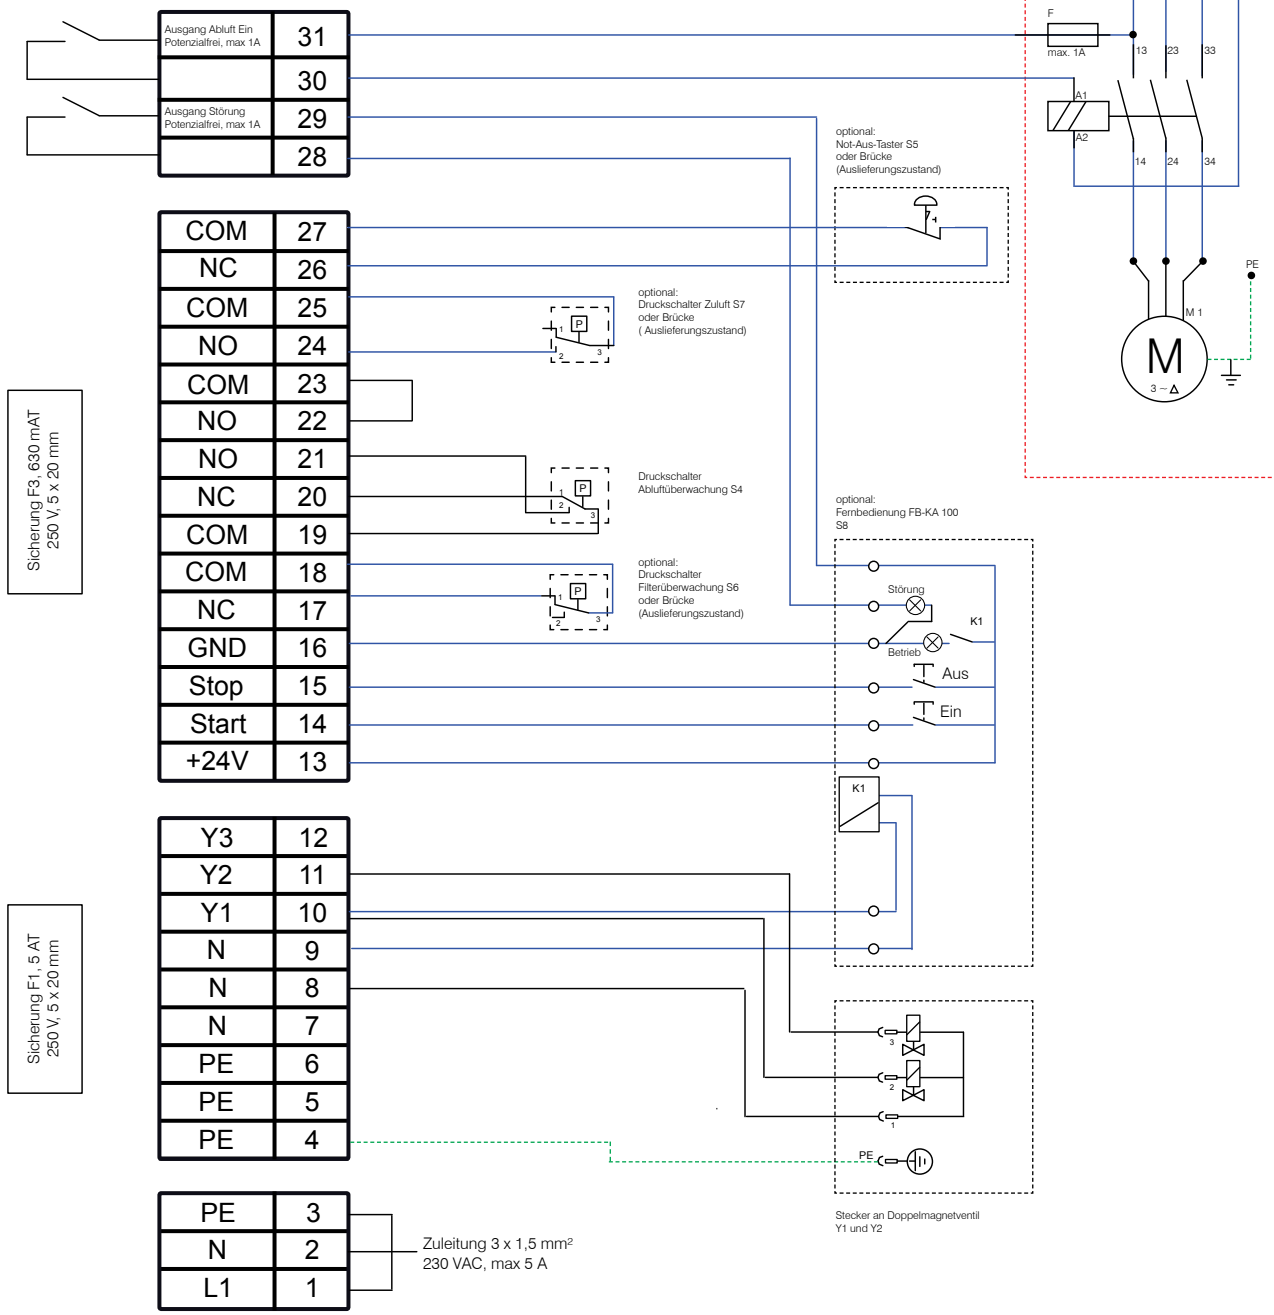 Ausgang Abluft Ein
Potenzialfrei, max 1A
31
30
Ausgang Störung
Potenzialfrei, max 1A
29
28
COM 27
NC 26
COM 25
NO 24
COM 23
NO 22
NO 21
NC 20
COM 19
COM 18
NC 17
GND 16
Stop 15
Start 14
+24V 13
Y3 12
Y2 11
Y1 10
N 9
N 8
N 7
PE 6
PE 5
PE 4
PE 3
N 2
L1 1
Sicherung F3, 630 mAT
250 V, 5 x 20 mm
Sicherung F1, 5 AT
250 V, 5 x 20 mm
Zuleitung 3 x 1,5 mm²
230 VAC, max 5 A
optional:
Druckschalter Zuluft S7
oder Brücke
( Auslieferungszustand)
P
1
2
3
Druckschalter
Abluftüberwachung S4
P
1
2
3
optional:
Druckschalter
Filterüberwachung S6
oder Brücke
(Auslieferungszustand)
P
1
2
3
optional:
Not-Aus-Taster S5
oder Brücke
(Auslieferungszustand)
F
max. 1A
13 23 33
A1
A2
14 24 34
PE
M 1
M
3 ~ Δ
optional:
Fernbedienung FB-KA 100
S8
Störung
K1
Betrieb
Aus
Ein
K1
3
2
1
PE
Stecker an Doppelmagnetventil
Y1 und Y2